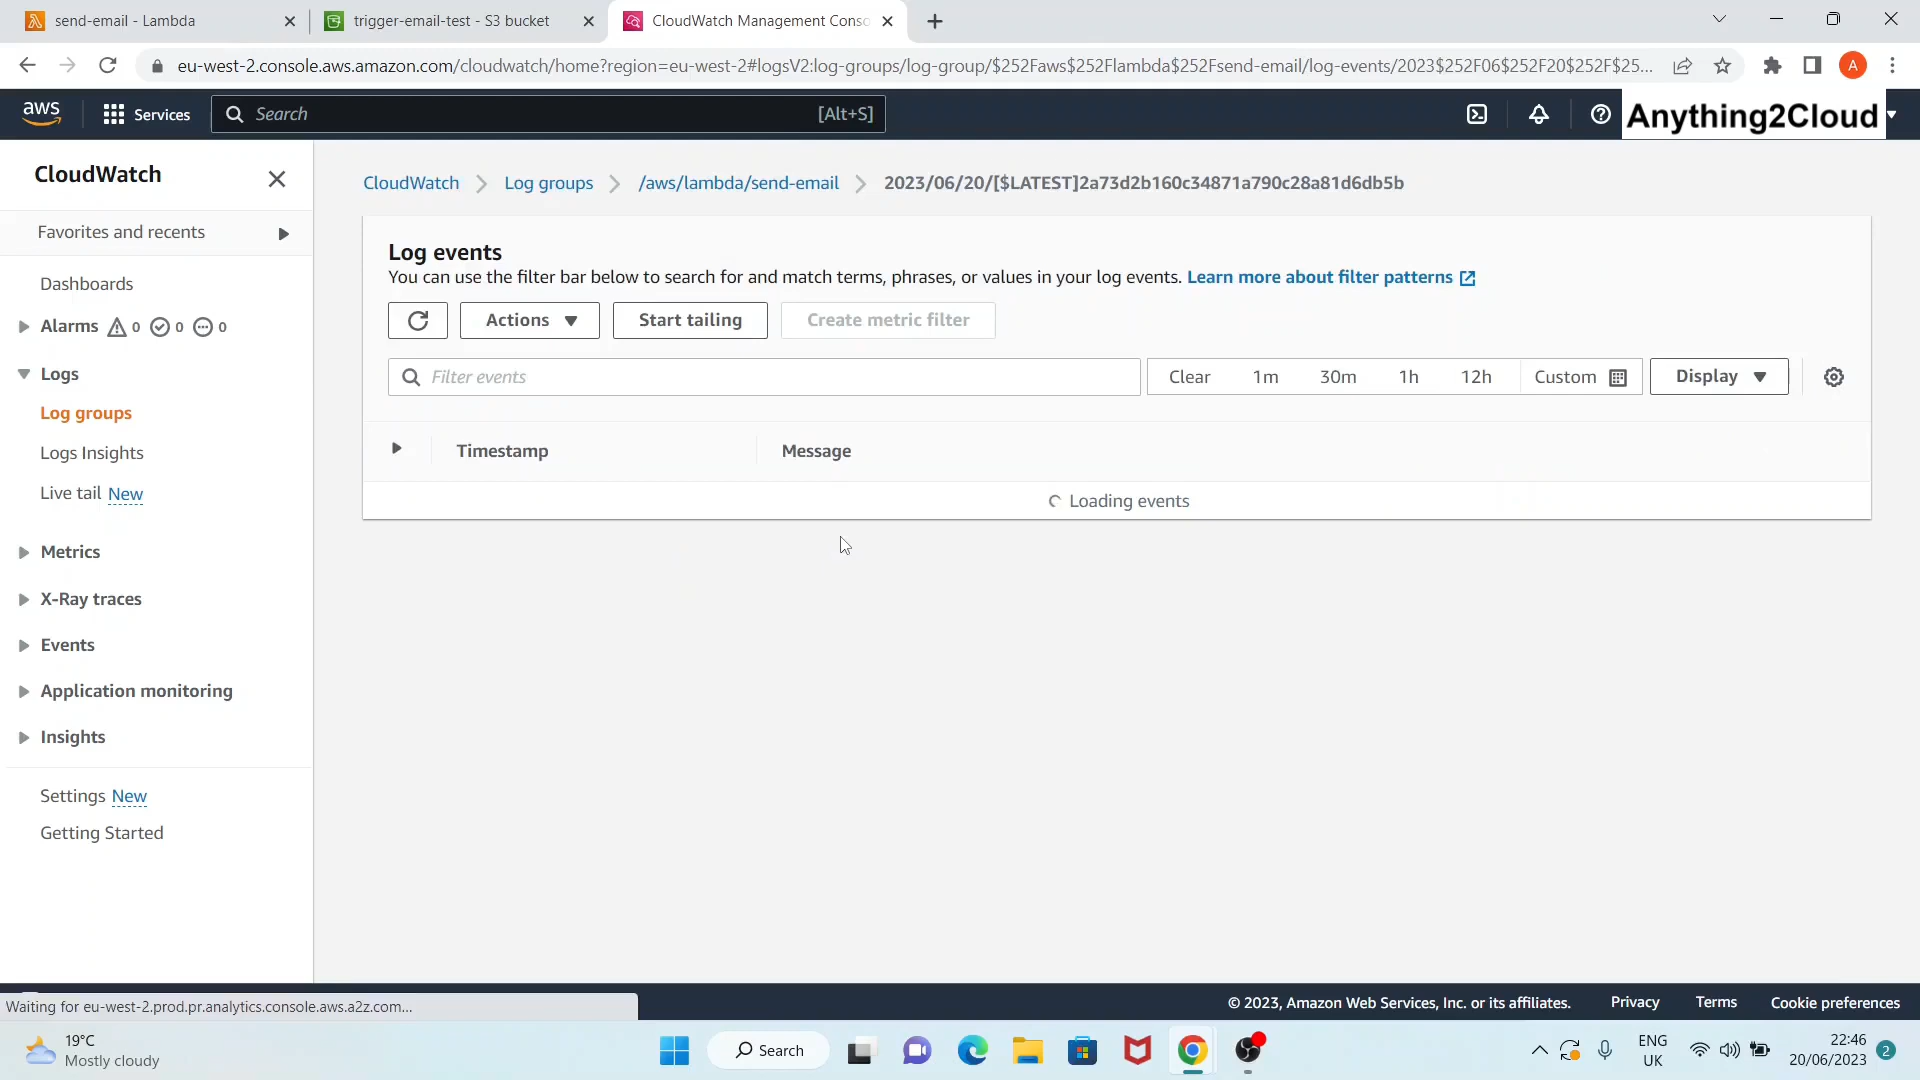 send-email - Lambda
trigger-email-test - S3 bucket
CloudWatch Management Conso
eu-west-2.console.aws.amazon.com/cloudwatch/home?region=eu-west-2#logsV2:log-groups/log-group/$252Faws$252Flambda$252Fsend-email/log-events/2023$252F06$252F20$252F$25...
aws
Services
Search
[Alt+S]
Anything2Cloud
CloudWatch
Favorites and recents
Dashboards
Alarms 0 0 0
Logs
Log groups
Logs Insights
Live tail New
Metrics
X-Ray traces
Events
Application monitoring
Insights
Settings New
Getting Started
CloudWatch
Log groups
/aws/lambda/send-email
2023/06/20/[$LATEST]2a73d2b160c34871a790c28a81d6db5b
Log events
You can use the filter bar below to search for and match terms, phrases, or values in your log events. Learn more about filter patterns
Actions
Start tailing
Create metric filter
Filter events
Clear
1m
30m
1h
12h
Custom
Display
Timestamp
Message
Loading events
Waiting for eu-west-2.prod.pr.analytics.console.aws.a2z.com...
© 2023, Amazon Web Services, Inc. or its affiliates.
Privacy
Terms
Cookie preferences
19°C
Mostly cloudy
Search
ENG
UK
22:46
20/06/2023
2
A